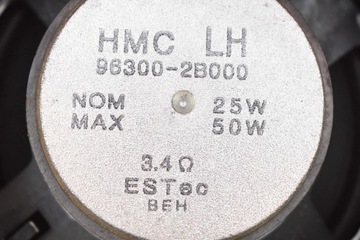 HMC LH
96300-2B000
NOM 25W
MAX 50W
3.4Ω
ESTec
BEH